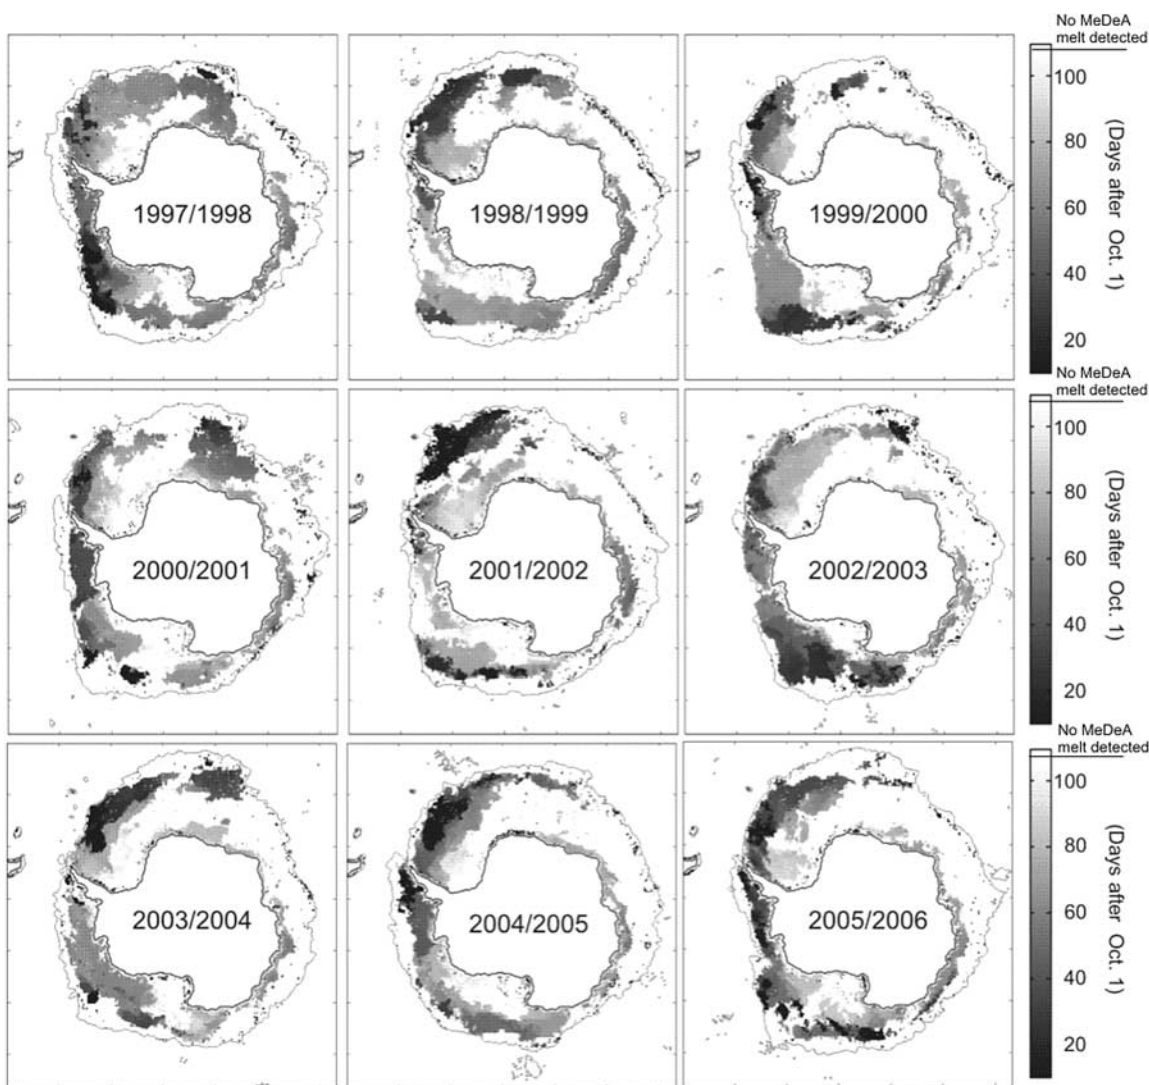 No MeDeA
melt detected
1997/1998
1998/1999
1999/2000
100
80
60
40
20
(Days after Oct. 1)
No MeDeA
melt detected
2000/2001
2001/2002
2002/2003
100
80
60
40
20
(Days after Oct. 1)
No MeDeA
melt detected
2003/2004
2004/2005
2005/2006
100
80
60
40
20
(Days after Oct. 1)